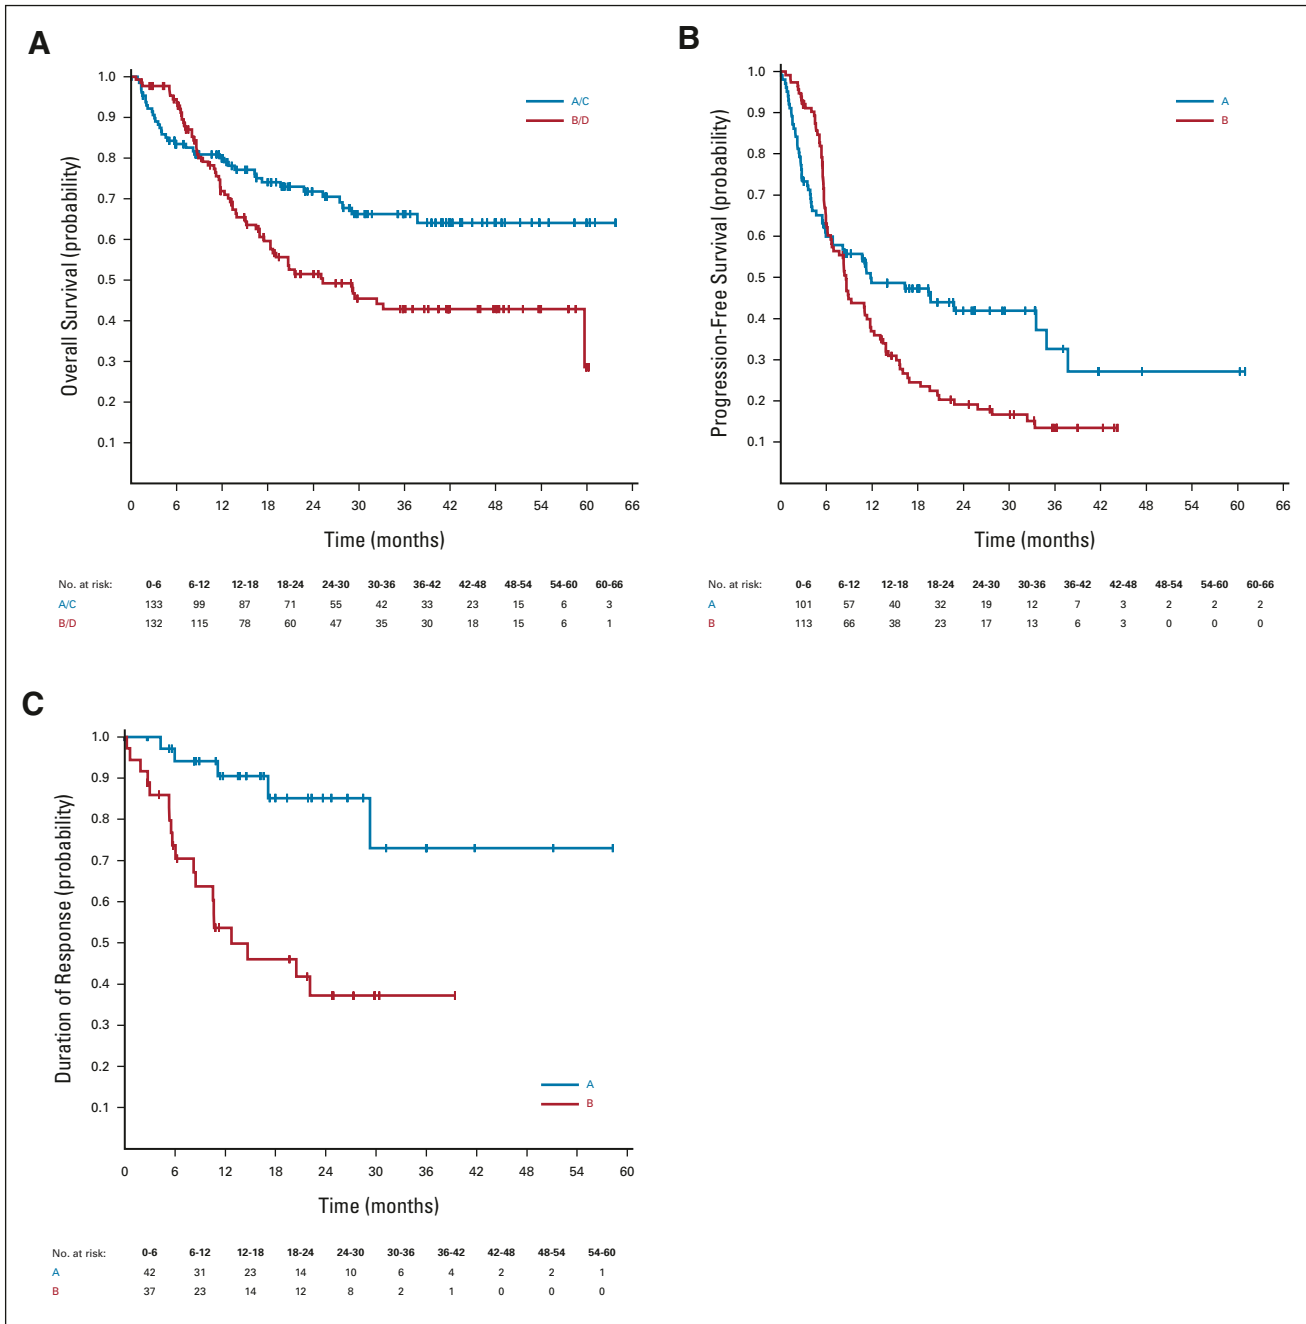 A
Overall Survival (probability)
1.0
0.9
0.8
0.7
0.6
0.5
0.4
0.3
0.2
0.1
A/C
B/D
0 6 12 18 24 30 36 42 48 54 60 66
Time (months)
No. at risk: 0-6 6-12 12-18 18-24 24-30 30-36 36-42 42-48 48-54 54-60 60-66
A/C 133 99 87 71 55 42 33 23 15 6 3
B/D 132 115 78 60 47 35 30 18 15 6 1
B
Progression-Free Survival (probability)
1.0
0.9
0.8
0.7
0.6
0.5
0.4
0.3
0.2
0.1
A
B
0 6 12 18 24 30 36 42 48 54 60 66
Time (months)
No. at risk: 0-6 6-12 12-18 18-24 24-30 30-36 36-42 42-48 48-54 54-60 60-66
A 101 57 40 32 19 12 7 3 2 2 2
B 113 66 38 23 17 13 6 3 0 0 0
C
Duration of Response (probability)
1.0
0.9
0.8
0.7
0.6
0.5
0.4
0.3
0.2
0.1
A
B
0 6 12 18 24 30 36 42 48 54 60
Time (months)
No. at risk: 0-6 6-12 12-18 18-24 24-30 30-36 36-42 42-48 48-54 54-60
A 42 31 23 14 10 6 4 2 2 1
B 37 23 14 12 8 2 1 0 0 0